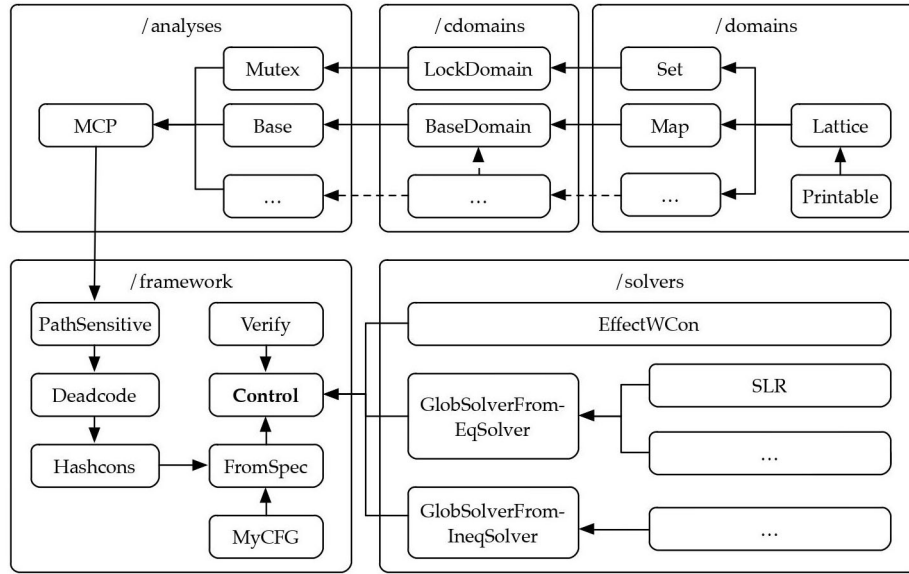 /analyses
/cdomains
/domains
Mutex
LockDomain
Set
MCP
Base
BaseDomain
Map
Lattice
...
...
...
Printable
/framework
/solvers
PathSensitive
Verify
EffectWCon
Deadcode
Control
GlobSolverFrom-
EqSolver
SLR
Hashcons
FromSpec
...
MyCFG
GlobSolverFrom-
IneqSolver
...